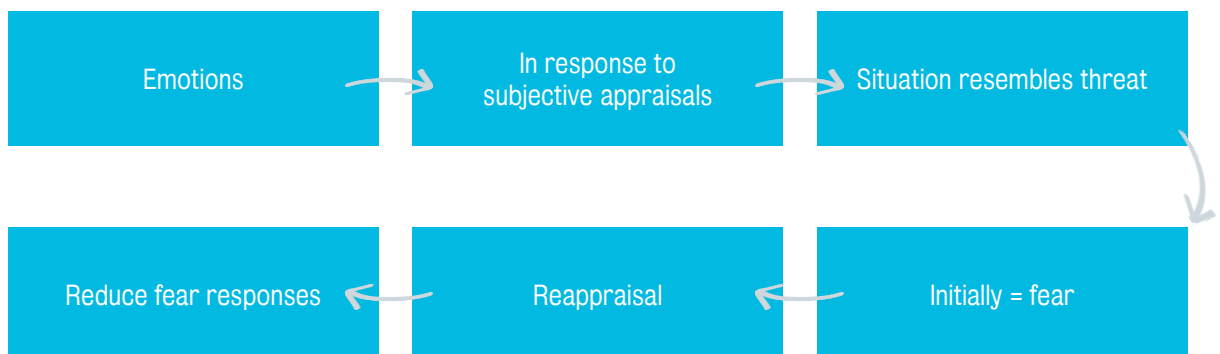 Emotions
In response to
subjective appraisals
Situation resembles threat
Initially = fear
Reappraisal
Reduce fear responses